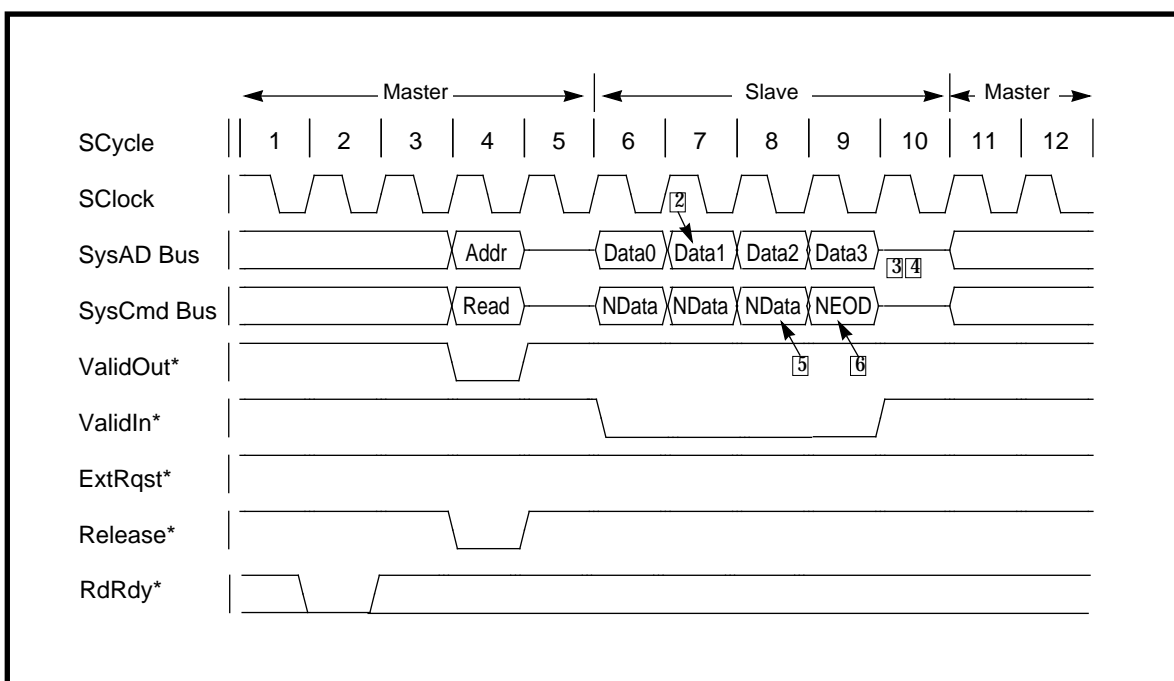 Master Slave Master
SCycle 1 2 3 4 5 6 7 8 9 10 11 12
SClock
2
SysAD Bus Addr Data0 Data1 Data2 Data3
3 4
SysCmd Bus Read NData NData NData NEOD
ValidOut* 5 6
ValidIn*
ExtRqst*
Release*
RdRdy*